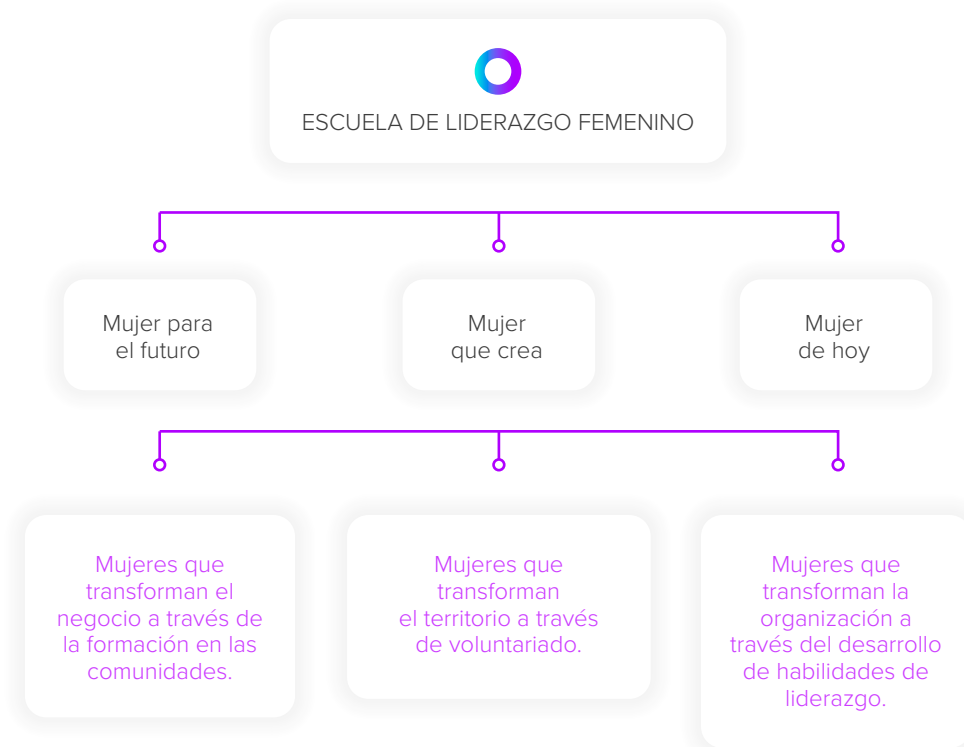 ESCUELA DE LIDERAZGO FEMENINO
Mujer para
el futuro
Mujer
que crea
Mujer
de hoy
Mujeres que
transforman el
negocio a través de
la formación en las
comunidades.
Mujeres que
transforman
el territorio a través
de voluntariado.
Mujeres que
transforman la
organización a
través del desarrollo
de habilidades de
liderazgo.